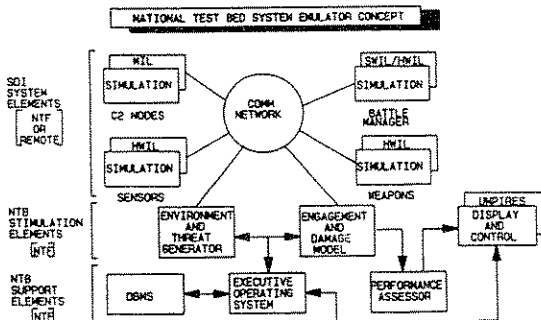 NATIONAL TEST BED SYSTEM EMULATOR CONCEPT
SDI
SYSTEM
ELEMENTS
NTF
OR
REMOTE
MIL
SIMULATION
C2 NODES
COMM
NETWORK
SWIL/HWIL
SIMULATION
BATTLE
MANAGER
HWIL
SIMULATION
SENSORS
HWIL
SIMULATION
WEAPONS
NTB
STIMULATION
ELEMENTS
NTF
ENVIRONMENT
AND
THREAT
GENERATOR
ENGAGEMENT
AND
DAMAGE
MODEL
UMPIRES
DISPLAY
AND
CONTROL
NTB
SUPPORT
ELEMENTS
NTF
DBMS
EXECUTIVE
OPERATING
SYSTEM
PERFORMANCE
ASSESSOR